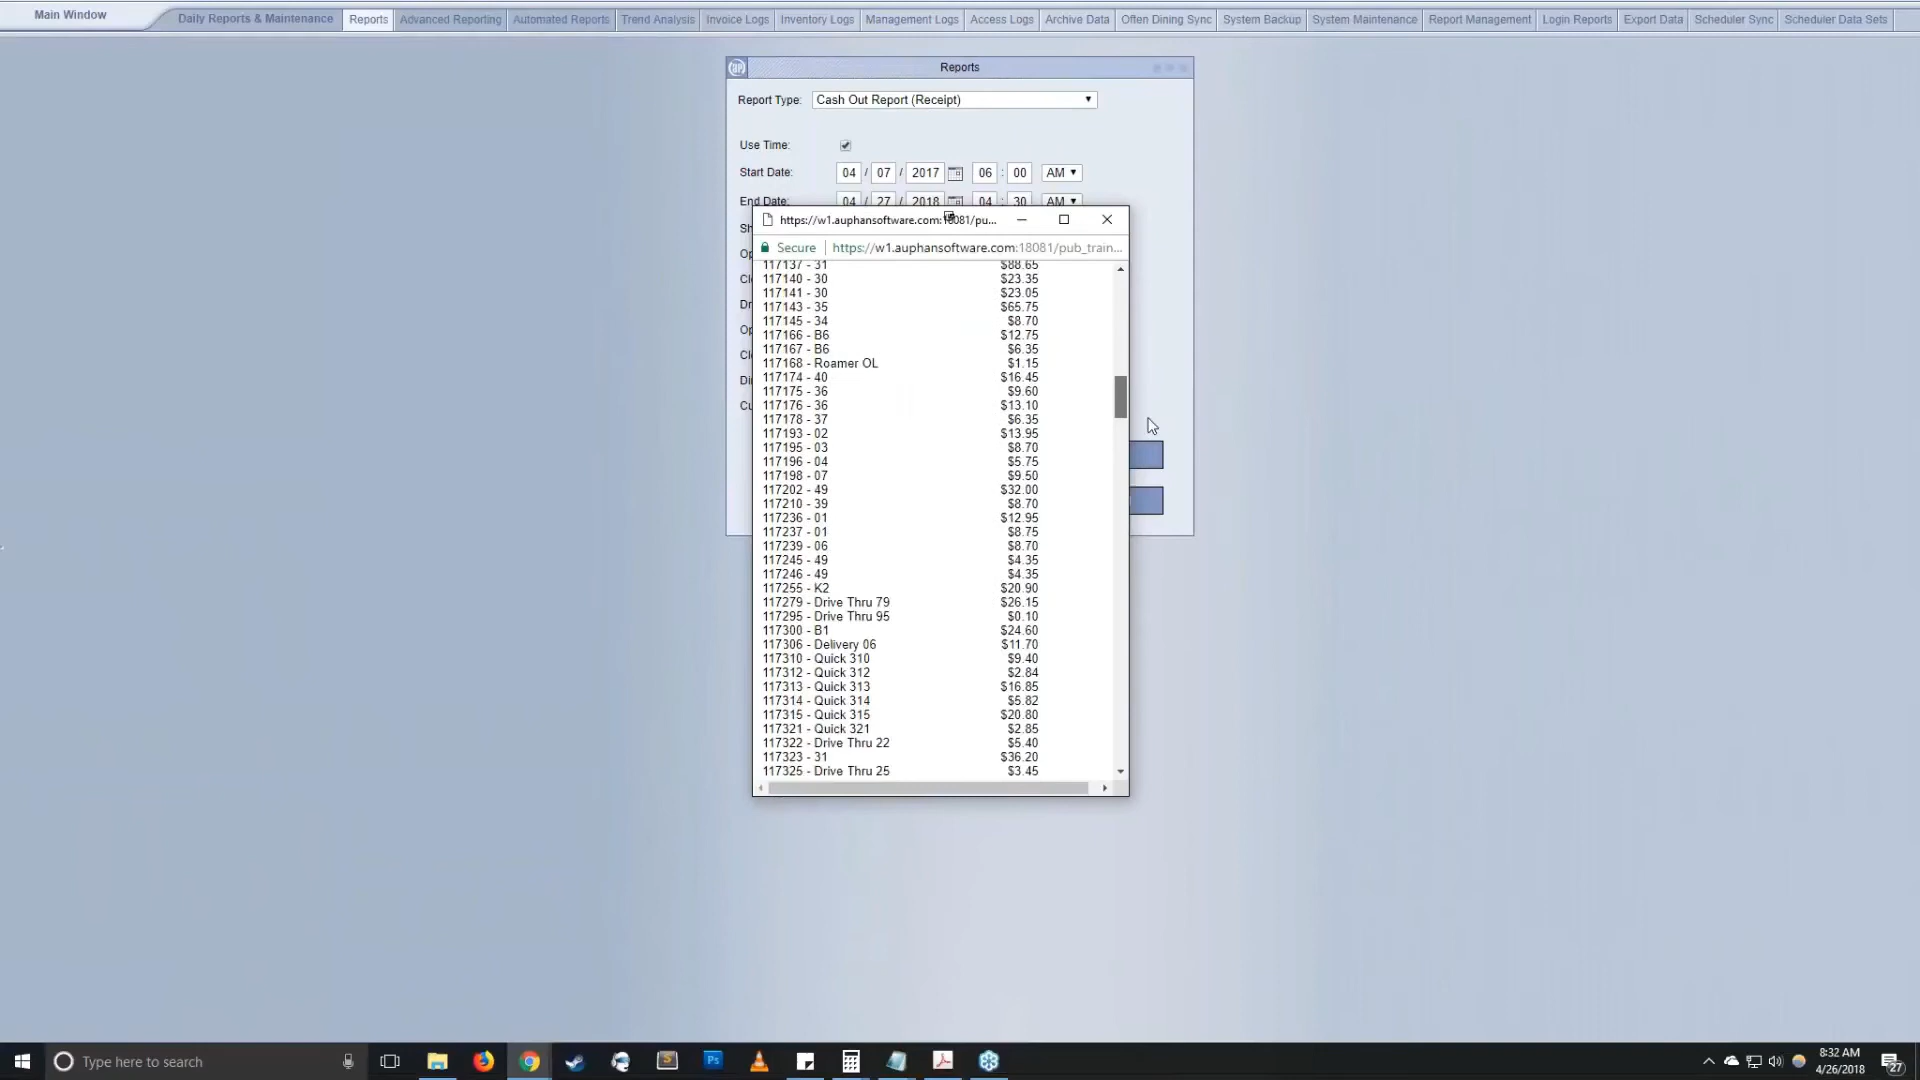 Main Window
Daily Reports & Maintenance Reports Advanced Reporting Automated Reports Trend Analysis Invoice Logs Inventory Logs Management Logs Access Logs Archive Data Often Dining Sync System Backup System Maintenance Report Management Login Reports Export Data Scheduler Sync Scheduler Data Sets
Reports
Report Type: Cash Out Report (Receipt)
Use Time:
Start Date: 04 / 07 / 2017 06 : 00 AM
End Date: 04 / 27 / 2018 04 : 30 AM
https://w1.auphansoftware.com:18081/pu...
Secure https://w1.auphansoftware.com:18081/pub_train...
117137 - 31 $88.65
117140 - 30 $23.35
117141 - 30 $23.05
117143 - 35 $65.75
117145 - 34 $8.70
117166 - B6 $12.75
117167 - B6 $6.35
117168 - Roamer OL $1.15
117174 - 40 $16.45
117175 - 36 $9.60
117176 - 36 $13.10
117178 - 37 $6.35
117193 - 02 $13.95
117195 - 03 $8.70
117196 - 04 $5.75
117198 - 07 $9.50
117202 - 49 $32.00
117210 - 39 $8.70
117236 - 01 $12.95
117237 - 01 $8.75
117239 - 06 $8.70
117245 - 49 $4.35
117246 - 49 $4.35
117255 - K2 $20.90
117279 - Drive Thru 79 $26.15
117295 - Drive Thru 95 $0.10
117300 - B1 $24.60
117306 - Delivery 06 $11.70
117310 - Quick 310 $9.40
117312 - Quick 312 $2.84
117313 - Quick 313 $16.85
117314 - Quick 314 $5.82
117315 - Quick 315 $20.80
117321 - Quick 321 $2.85
117322 - Drive Thru 22 $5.40
117323 - 31 $36.20
117325 - Drive Thru 25 $3.45
Type here to search
8:32 AM
4/26/2018
27